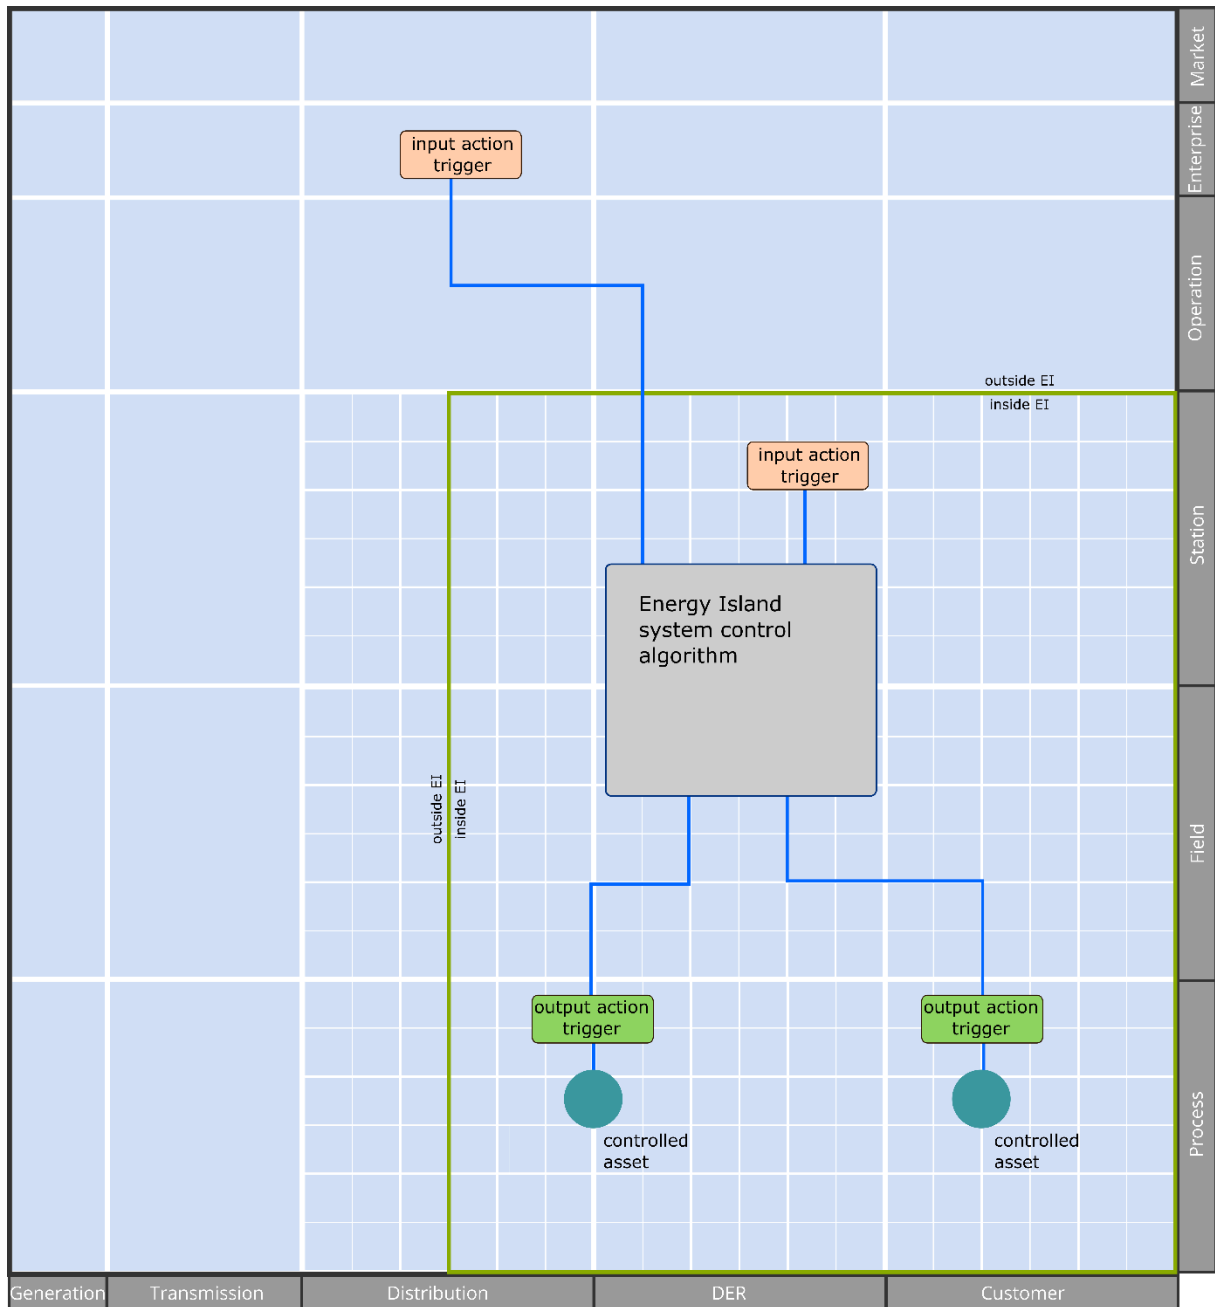 Market
Enterprise
input action
trigger
Operation
outside EI
inside EI
input action
trigger
Station
Energy Island
system control
algorithm
outside EI
inside EI
Field
output action
trigger
output action
trigger
controlled
asset
controlled
asset
Process
Generation
Transmission
Distribution
DER
Customer